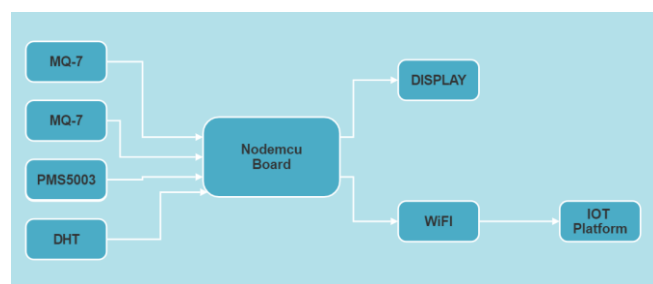 MQ-7
MQ-7
PMS5003
DHT
Nodemcu
Board
DISPLAY
WiFI
IOT
Platform